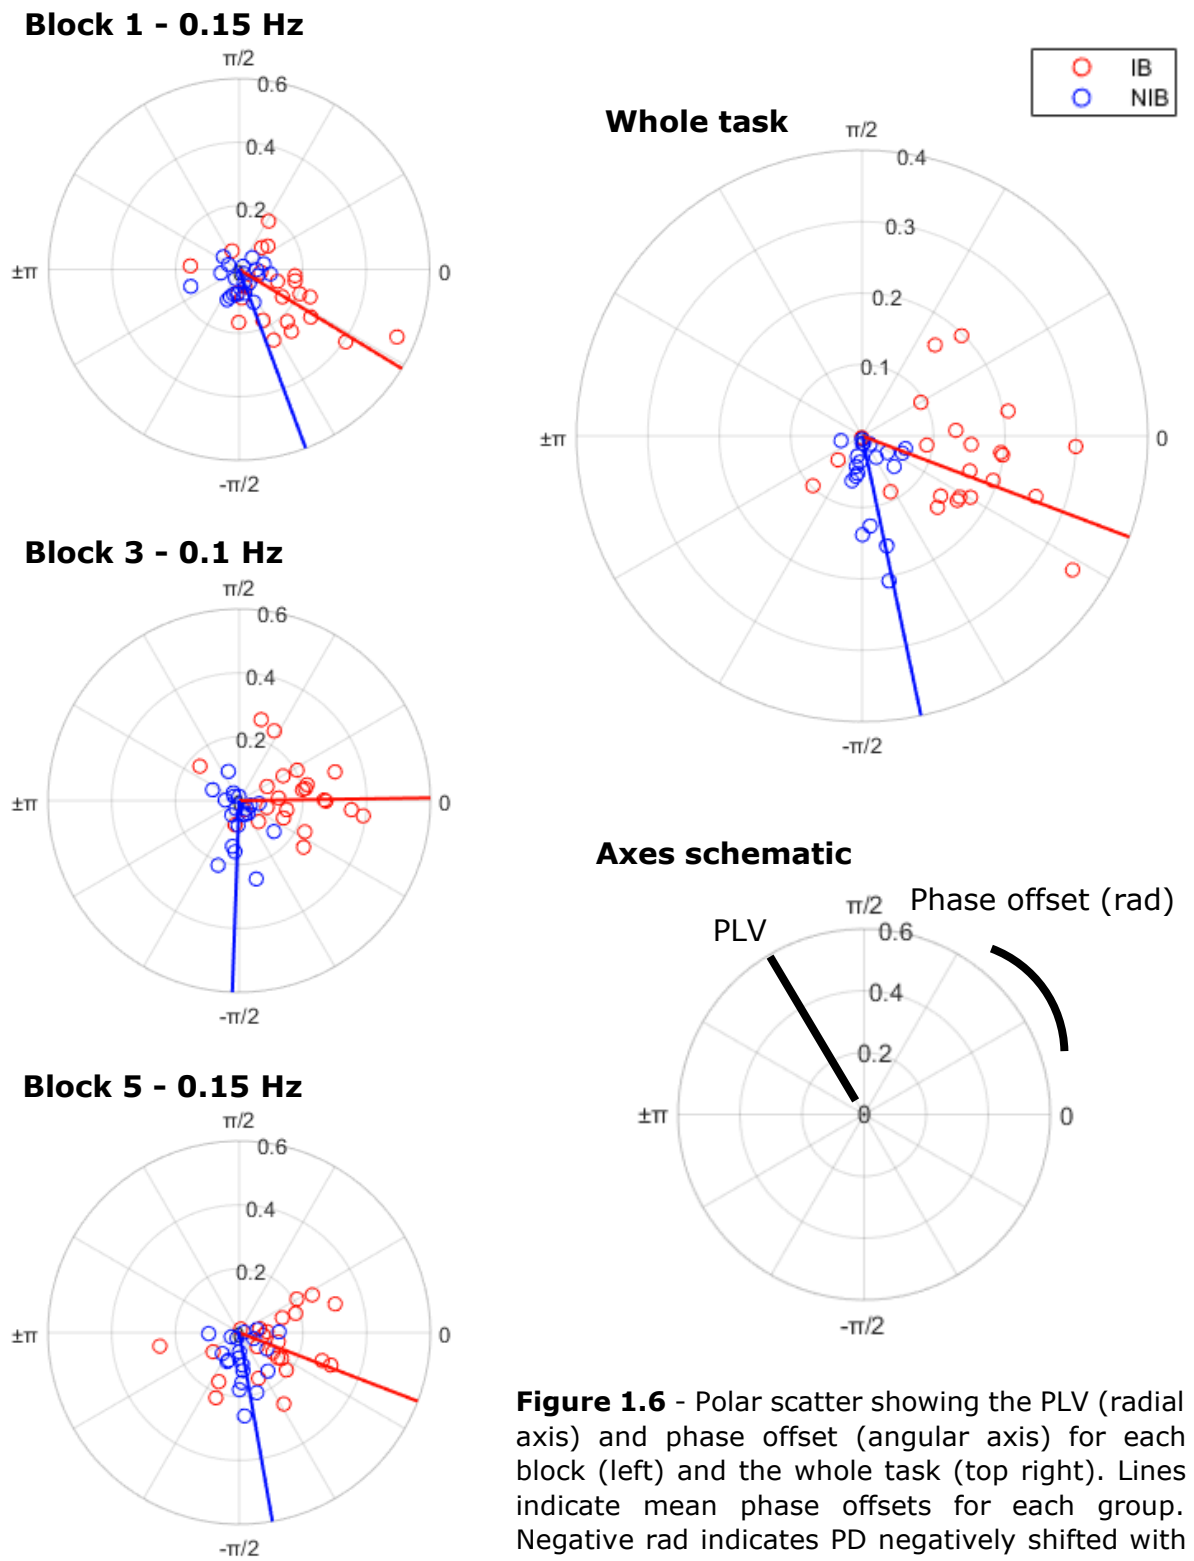 Block 1 - 0.15 Hz
π/2
0.6
0.4
0.2
±π
0
-π/2
IB
NIB
Whole task
π/2
0.4
0.3
0.2
0.1
±π
0
-π/2
Block 3 - 0.1 Hz
π/2
0.6
0.4
0.2
±π
0
-π/2
Axes schematic
Phase offset (rad)
PLV
π/2
0.6
0.4
0.2
0
±π
0
-π/2
Block 5 - 0.15 Hz
π/2
0.6
0.4
0.2
±π
0
-π/2
Figure 1.6 - Polar scatter showing the PLV (radial
axis) and phase offset (angular axis) for each
block (left) and the whole task (top right). Lines
indicate mean phase offsets for each group.
Negative rad indicates PD negatively shifted with